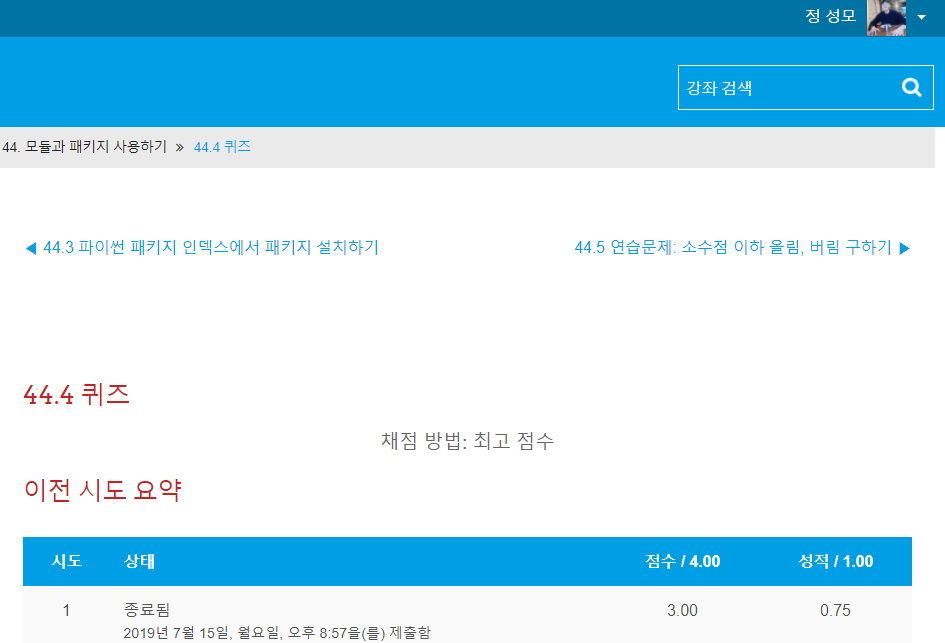 정 성모
강좌 검색
44. 모듈과 패키지 사용하기 » 44.4 퀴즈
◀ 44.3 파이썬 패키지 인덱스에서 패키지 설치하기
44.5 연습문제: 소수점 이하 올림, 버림 구하기 ▶
44.4 퀴즈
채점 방법: 최고 점수
이전 시도 요약
시도 상태 점수 / 4.00 성적 / 1.00
1 종료됨 3.00 0.75
2019년 7월 15일, 월요일, 오후 8:57을(를) 제출함